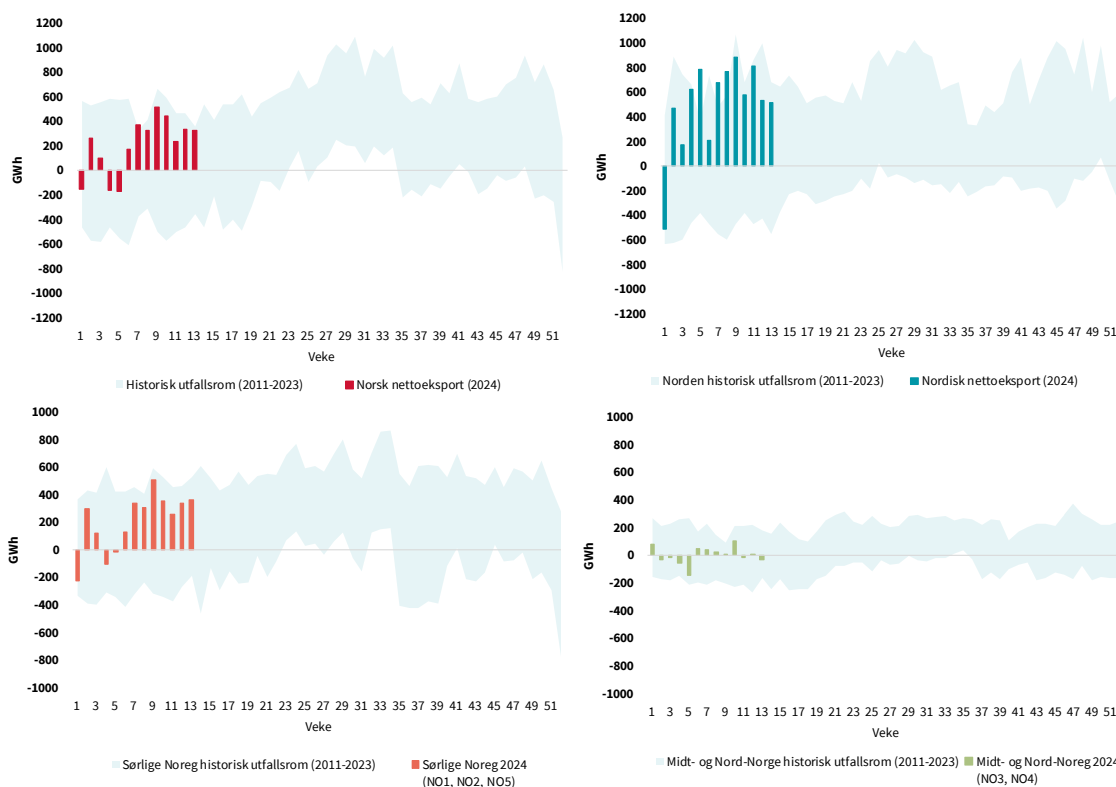 1200
1000
800
600
400
200
0
-200
-400
-600
-800
-1000
-1200
GWh
1 3 5 7 9 11 13 15 17 19 21 23 25 27 29 31 33 35 37 39 41 43 45 47 49 51
Veke
Historisk utfallsrom (2011-2023) Norsk nettoeksport (2024)
1200
1000
800
600
400
200
0
-200
-400
-600
-800
-1000
-1200
GWh
1 3 5 7 9 11 13 15 17 19 21 23 25 27 29 31 33 35 37 39 41 43 45 47 49 51
Veke
Norden historisk utfallsrom (2011-2023) Nordisk nettoeksport (2024)
1000
800
600
400
200
0
-200
-400
-600
-800
-1000
GWh
1 3 5 7 9 11 13 15 17 19 21 23 25 27 29 31 33 35 37 39 41 43 45 47 49 51
Veke
Sørlige Noreg historisk utfallsrom (2011-2023) Sørlige Noreg 2024
(NO1, NO2, NO5)
1000
800
600
400
200
0
-200
-400
-600
-800
-1000
GWh
1 3 5 7 9 11 13 15 17 19 21 23 25 27 29 31 33 35 37 39 41 43 45 47 49 51
Veke
Midt- og Nord-Norge historisk utfallsrom (2011-2023) Midt- og Nord-Noreg 2024
(NO3, NO4)